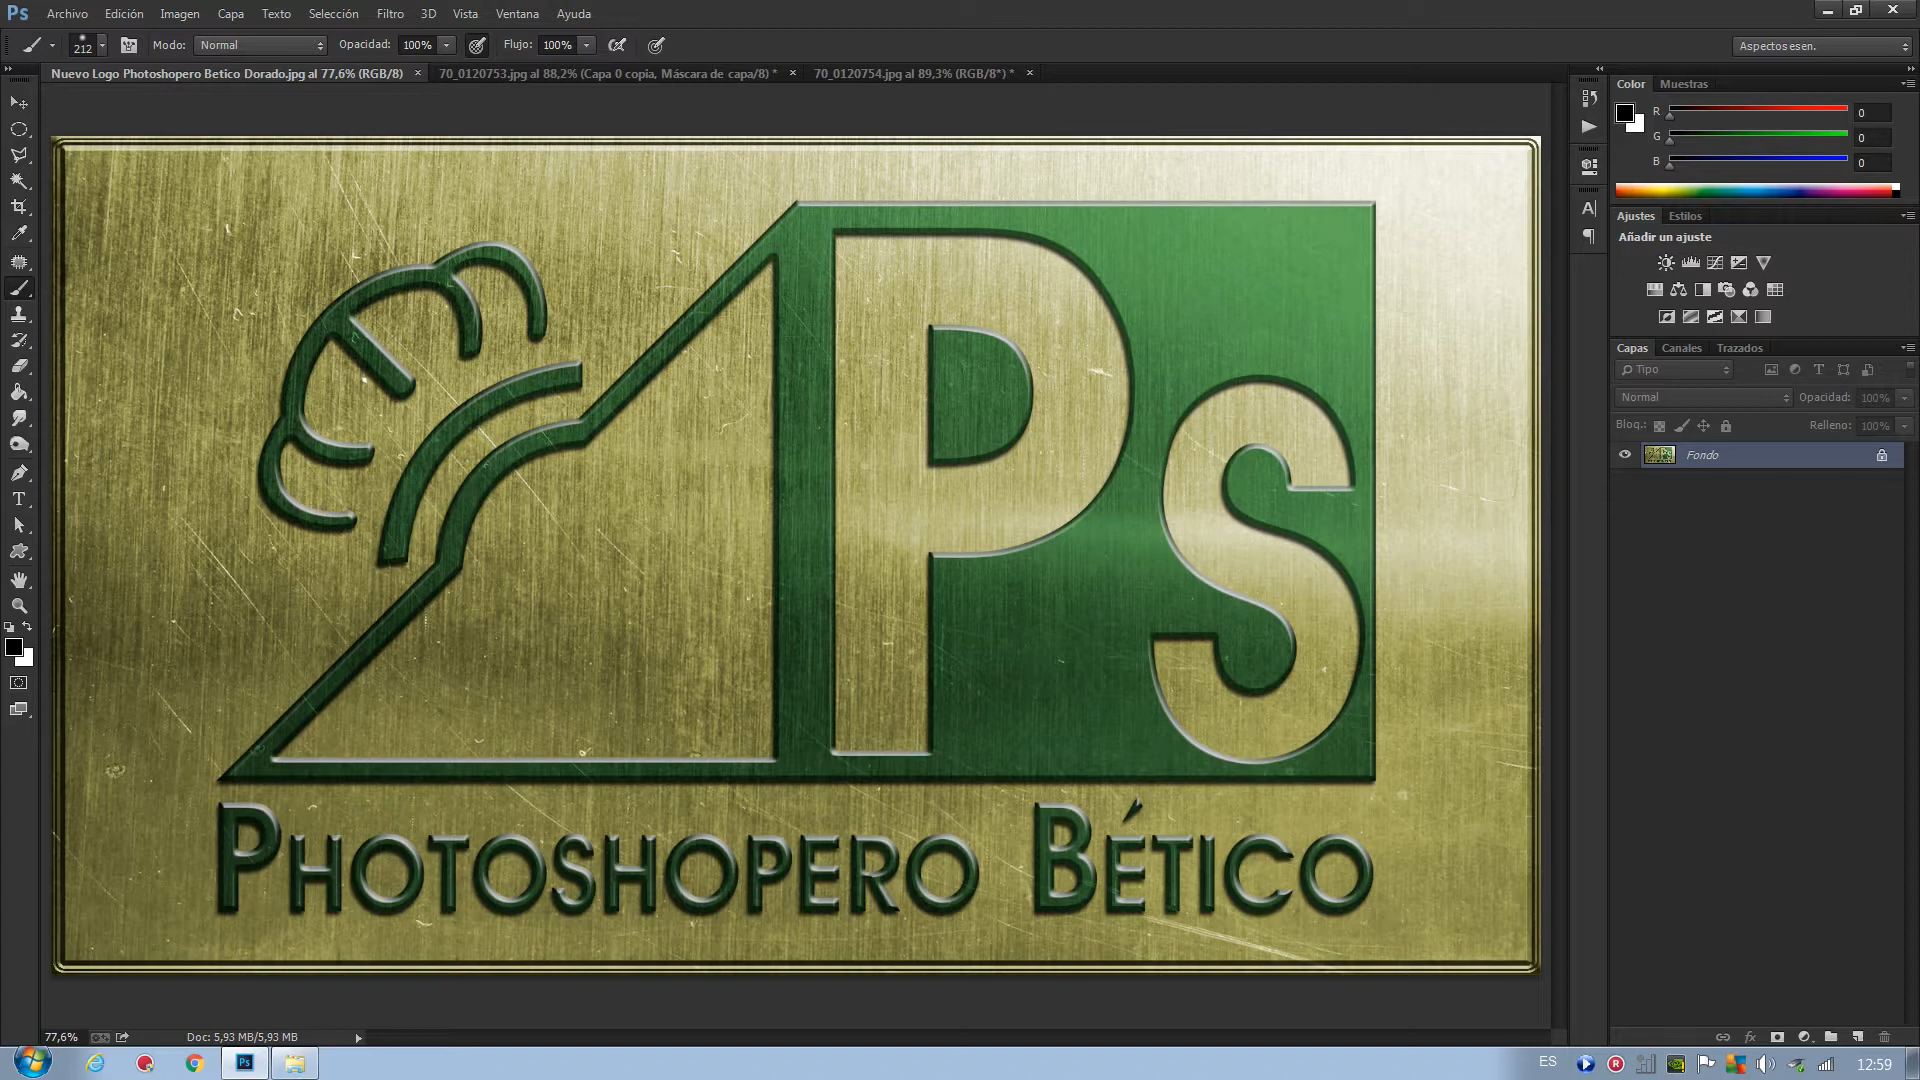 Ps Archivo Edición Imagen Capa Texto Selección Filtro 3D Vista Ventana Ayuda
212 Modo: Normal Opacidad: 100% Flujo: 100% Aspectos esen.
Nuevo Logo Photoshopero Betico Dorado.jpg al 77,6% (RGB/8) × 70_0120753.jpg al 88,2% (Capa 0 copia, Máscara de capa/8) * × 70_0120754.jpg al 89,3% (RGB/8*) * ×
Color Muestras
R 0
G 0
B 0
Ajustes Estilos
Añadir un ajuste
Capas Canales Trazados
Tipo
Normal Opacidad: 100%
Bloq.: Relleno: 100%
Fondo
Ps
Photoshopero Bético
77,6% Doc: 5,93 MB/5,93 MB
Ps ES 12:59